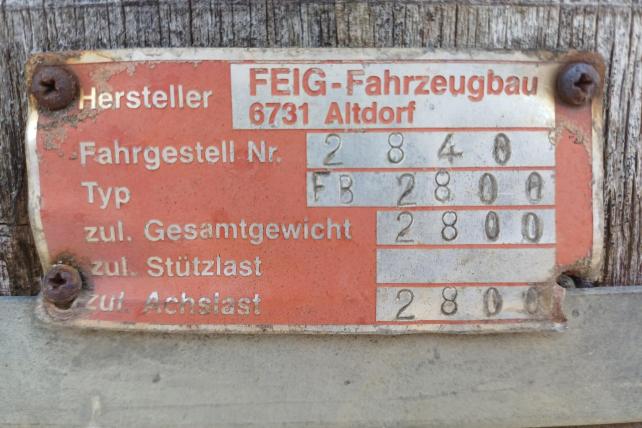 Hersteller FEIG-Fahrzeugbau
6731 Altdorf
Fahrgestell Nr. 2840
Typ FB 2800
zul. Gesamtgewicht 2800
zul. Stützlast
zul. Achslast 2800